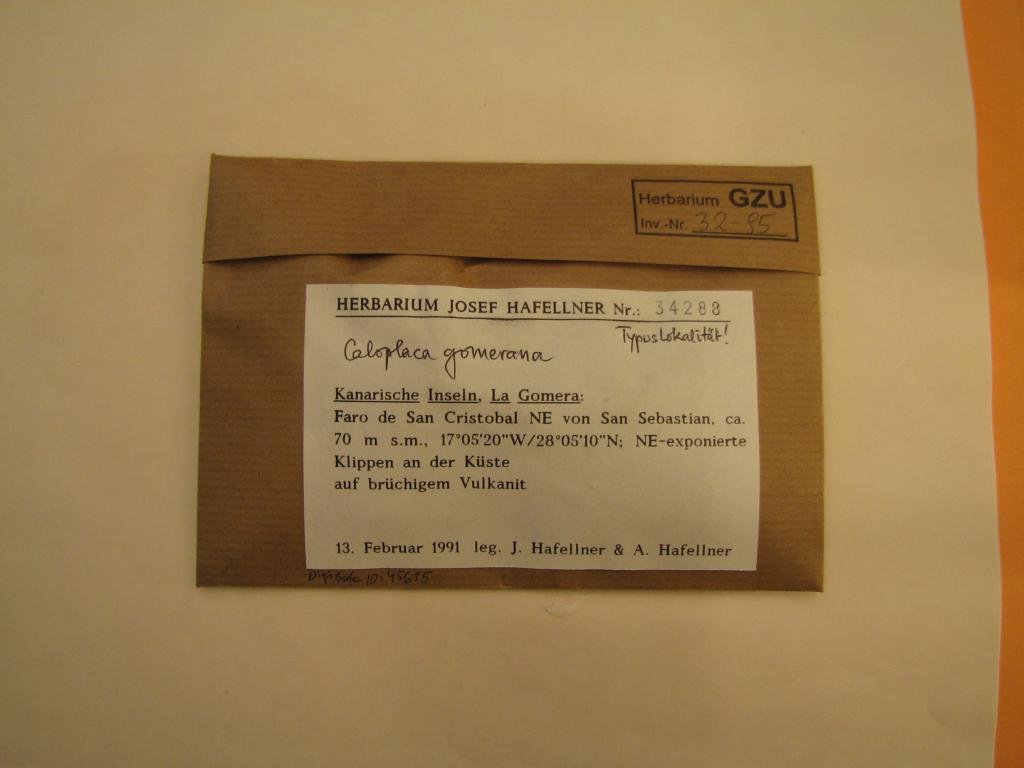 Herbarium GZU
Inv.-Nr. 32-95
HERBARIUM JOSEF HAFELLNER Nr.: 34288
Typuslokalität!
Caloplaca gomerana
Kanarische Inseln, La Gomera:
Faro de San Cristobal NE von San Sebastian, ca.
70 m s.m., 17°05'20"W/28°05'10"N; NE-exponierte
Klippen an der Küste
auf brüchigem Vulkanit
13. Februar 1991 leg. J. Hafellner & A. Hafellner
ID: 45615